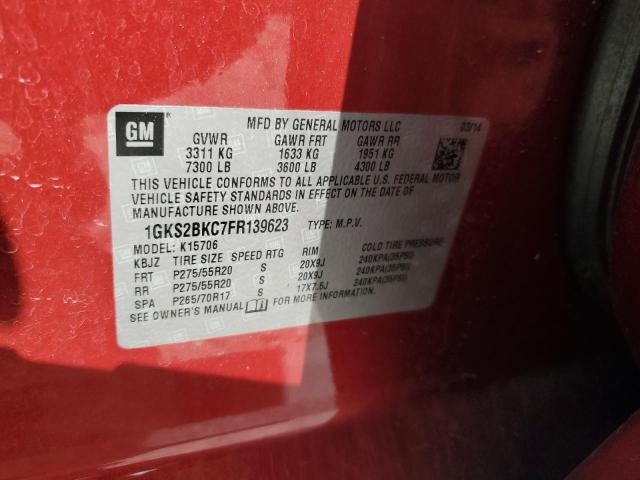 GM
MFD BY GENERAL MOTORS LLC 03/14
GVWR GAWR FRT GAWR RR
3311 KG 1633 KG 1951 KG
7300 LB 3600 LB 4300 LB
THIS VEHICLE CONFORMS TO ALL APPLICABLE U.S. FEDERAL MOTOR
VEHICLE SAFETY STANDARDS IN EFFECT ON THE DATE OF
MANUFACTURE SHOWN ABOVE.
1GKS2BKC7FR139623 TYPE: M.P.V.
MODEL: K15706
KBJZ TIRE SIZE SPEED RTG RIM COLD TIRE PRESSURE
FRT P275/55R20 S 20X9J 240KPA(35PSI)
RR P275/55R20 S 20X9J 240KPA(35PSI)
SPA P265/70R17 S 17X7.5J 240KPA(35PSI)
SEE OWNER'S MANUAL FOR MORE INFORMATION.